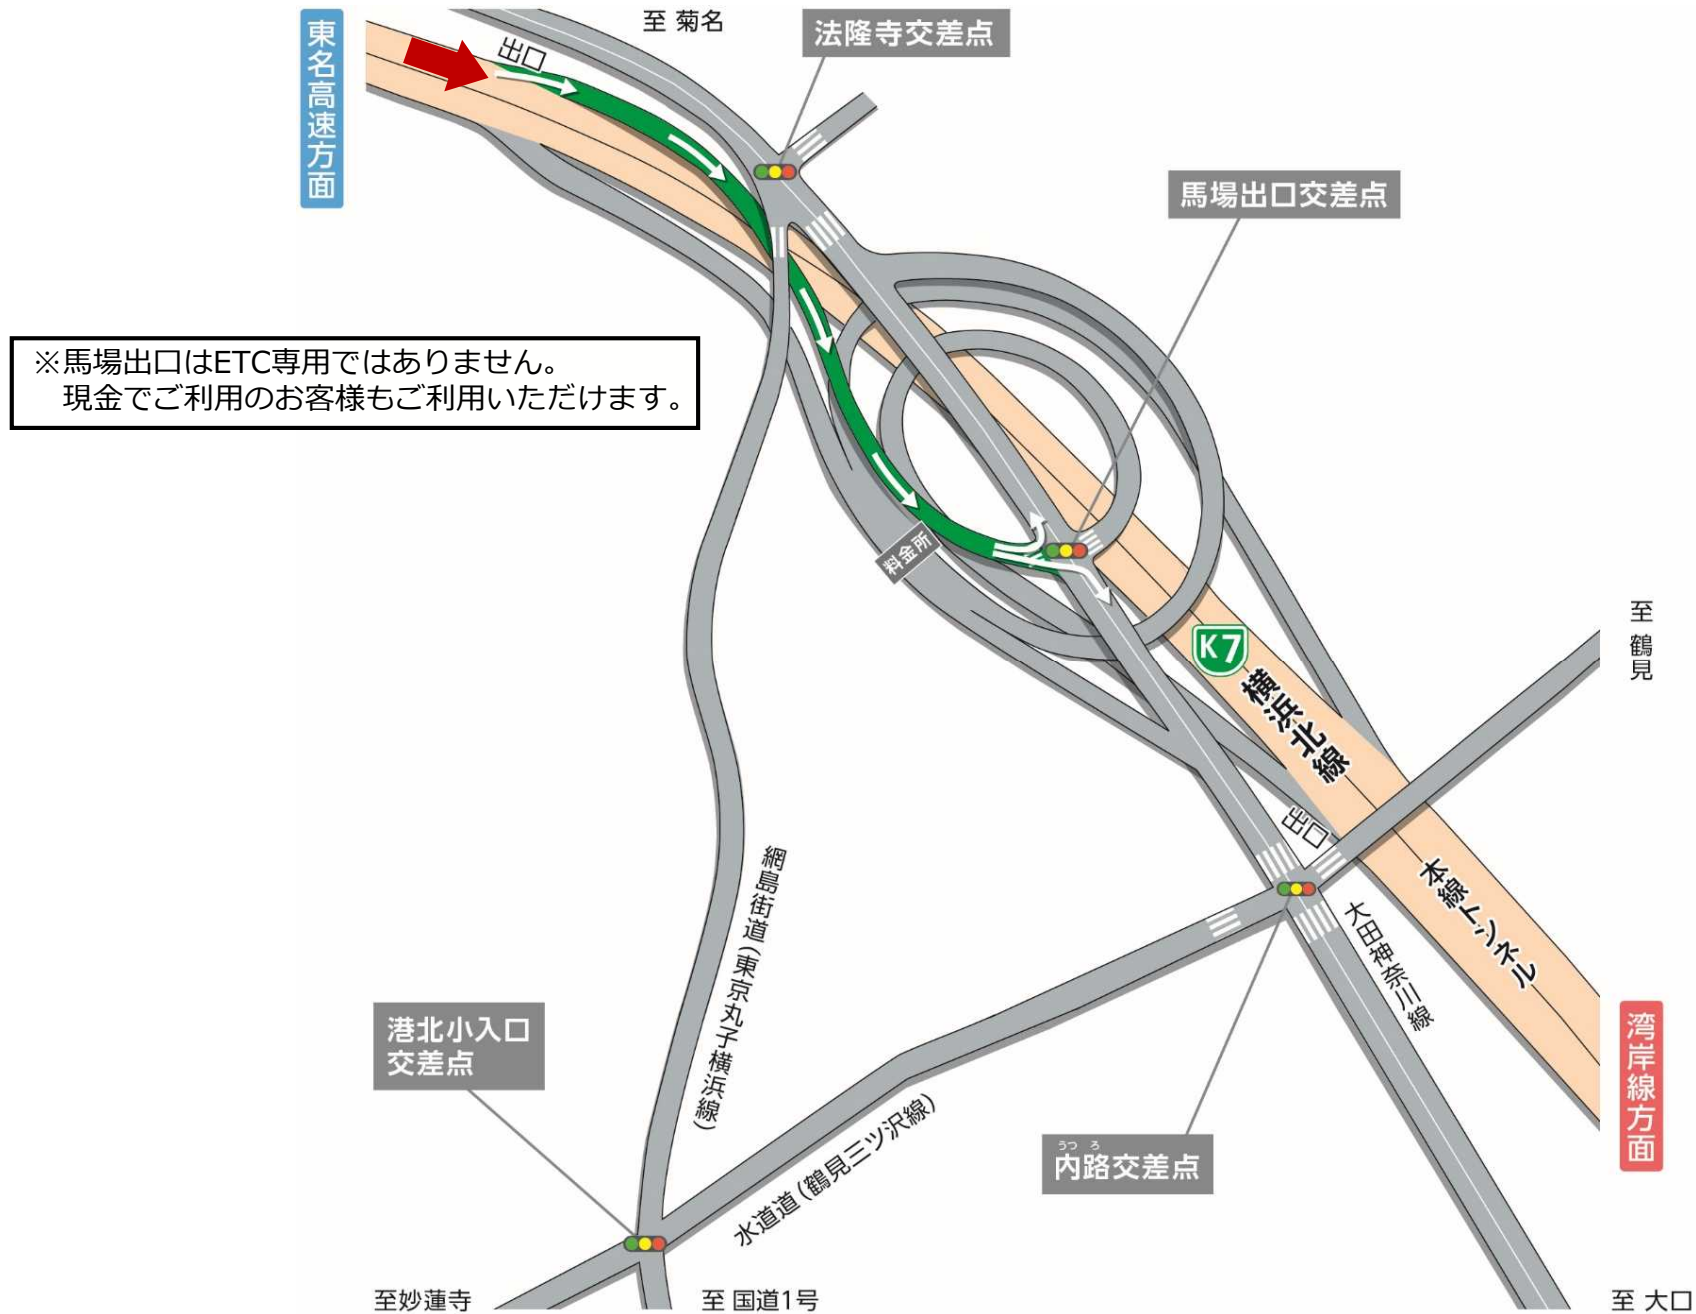 至 菊名
東名高速方面
出口
法隆寺交差点
馬場出口交差点
※馬場出口はETC専用ではありません。
現金でご利用のお客様もご利用いただけます。
料金所
至 鶴見
K7
横浜北線
出口
本線トンネル
大田神奈川線
網島街道(東京丸子横浜線)
湾岸線方面
港北小入口
交差点
水道道(鶴見三ツ沢線)
うつ ろ
内路交差点
至妙蓮寺
至 国道1号
至 大口